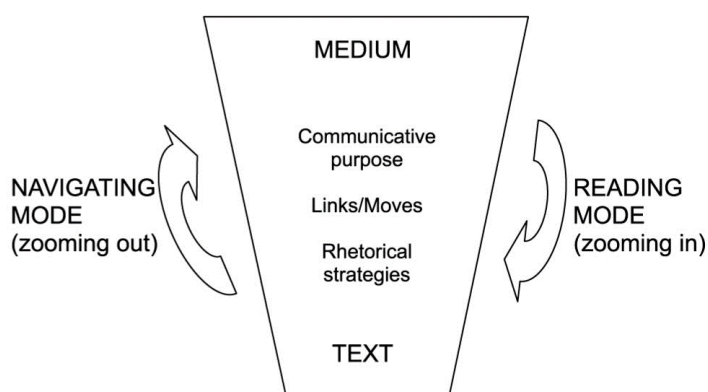 MEDIUM
Communicative
purpose
Links/Moves
Rhetorical
strategies
TEXT
NAVIGATING
MODE
(zooming out)
READING
MODE
(zooming in)